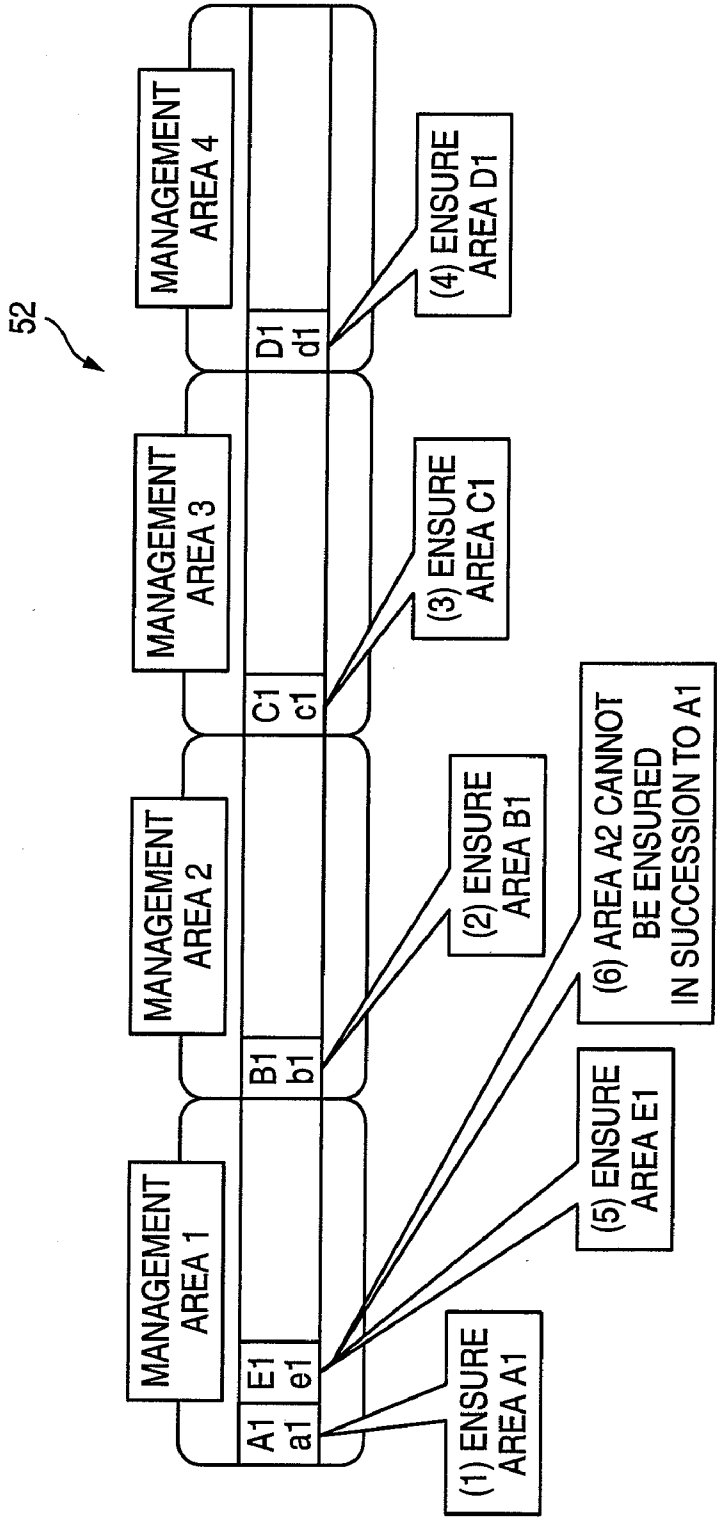 52
MANAGEMENT
AREA 1
MANAGEMENT
AREA 2
MANAGEMENT
AREA 3
MANAGEMENT
AREA 4
A1
a1
E1
e1
B1
b1
C1
c1
D1
d1
(1) ENSURE
AREA A1
(5) ENSURE
AREA E1
(6) AREA A2 CANNOT
BE ENSURED
IN SUCCESSION TO A1
(2) ENSURE
AREA B1
(3) ENSURE
AREA C1
(4) ENSURE
AREA D1